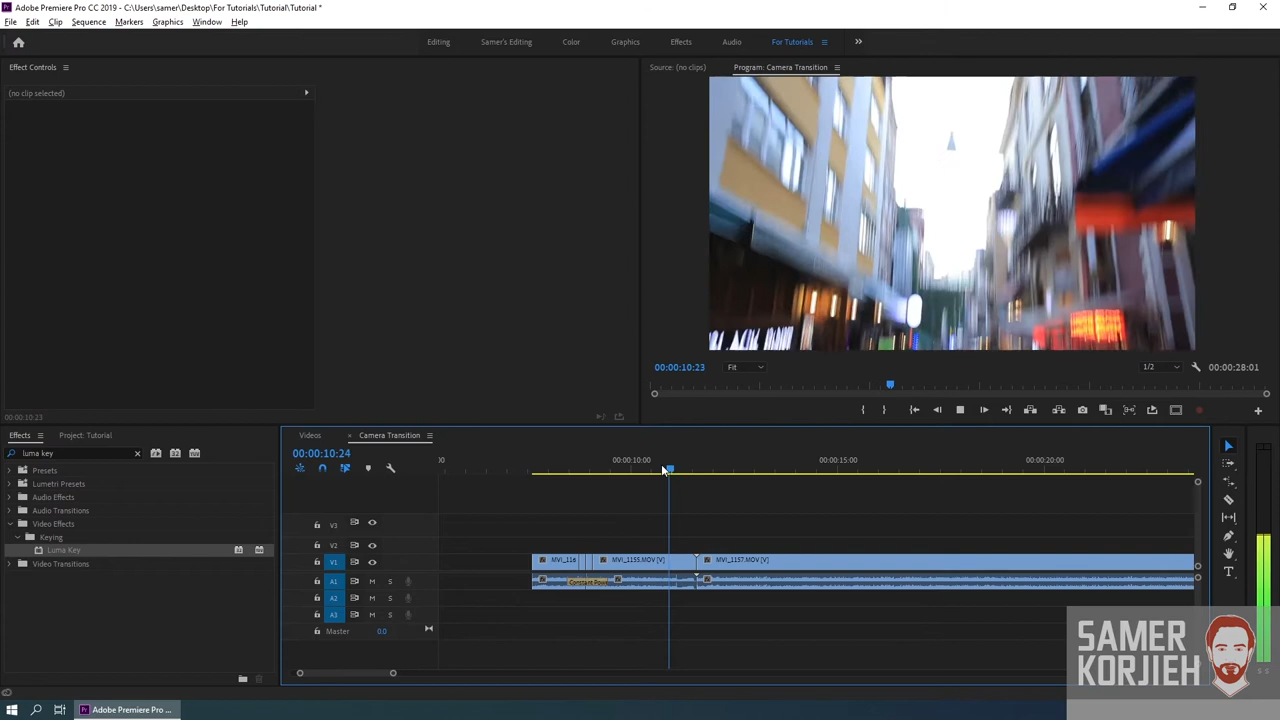 Adobe Premiere Pro CC 2019 - C:\Users\samer\Desktop\For Tutorials\Tutorial\Tutorial *
File Edit Clip Sequence Markers Graphics Window Help
Editing Samer's Editing Color Graphics Effects Audio For Tutorials
Effect Controls
Source: (no clips) Program: Camera Transition
(no clip selected)
00:00:10:23 Fit 1/2 00:00:28:01
00:00:10:23
Effects Project: Tutorial
Videos Camera Transition
luma key
00:00:10:24
:00 00:00:10:00 00:00:15:00 00:00:20:00
Presets
Lumetri Presets
Audio Effects
Audio Transitions
Video Effects
Keying
Luma Key
Video Transitions
V3
V2
V1 MVI_116 MVI_1155.MOV [V] MVI_1157.MOV [V]
A1 M S Constant Powe
A2 M S
A3 M S
Master 0.0
S S
SAMER
KORJIEH
Adobe Premiere Pro ...